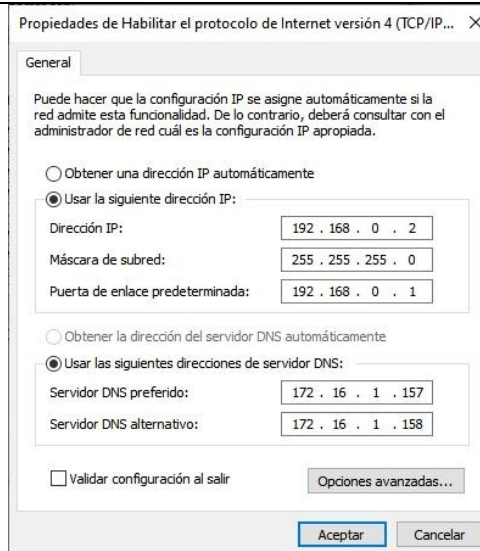 Propiedades de Habilitar el protocolo de Internet versión 4 (TCP/IP...
General
Puede hacer que la configuración IP se asigne automáticamente si la
red admite esta funcionalidad. De lo contrario, deberá consultar con el
administrador de red cuál es la configuración IP apropiada.
Obtener una dirección IP automáticamente
Usar la siguiente dirección IP:
Dirección IP: 192 . 168 . 0 . 2
Máscara de subred: 255 . 255 . 255 . 0
Puerta de enlace predeterminada: 192 . 168 . 0 . 1
Obtener la dirección del servidor DNS automáticamente
Usar las siguientes direcciones de servidor DNS:
Servidor DNS preferido: 172 . 16 . 1 . 157
Servidor DNS alternativo: 172 . 16 . 1 . 158
Validar configuración al salir Opciones avanzadas...
Aceptar Cancelar